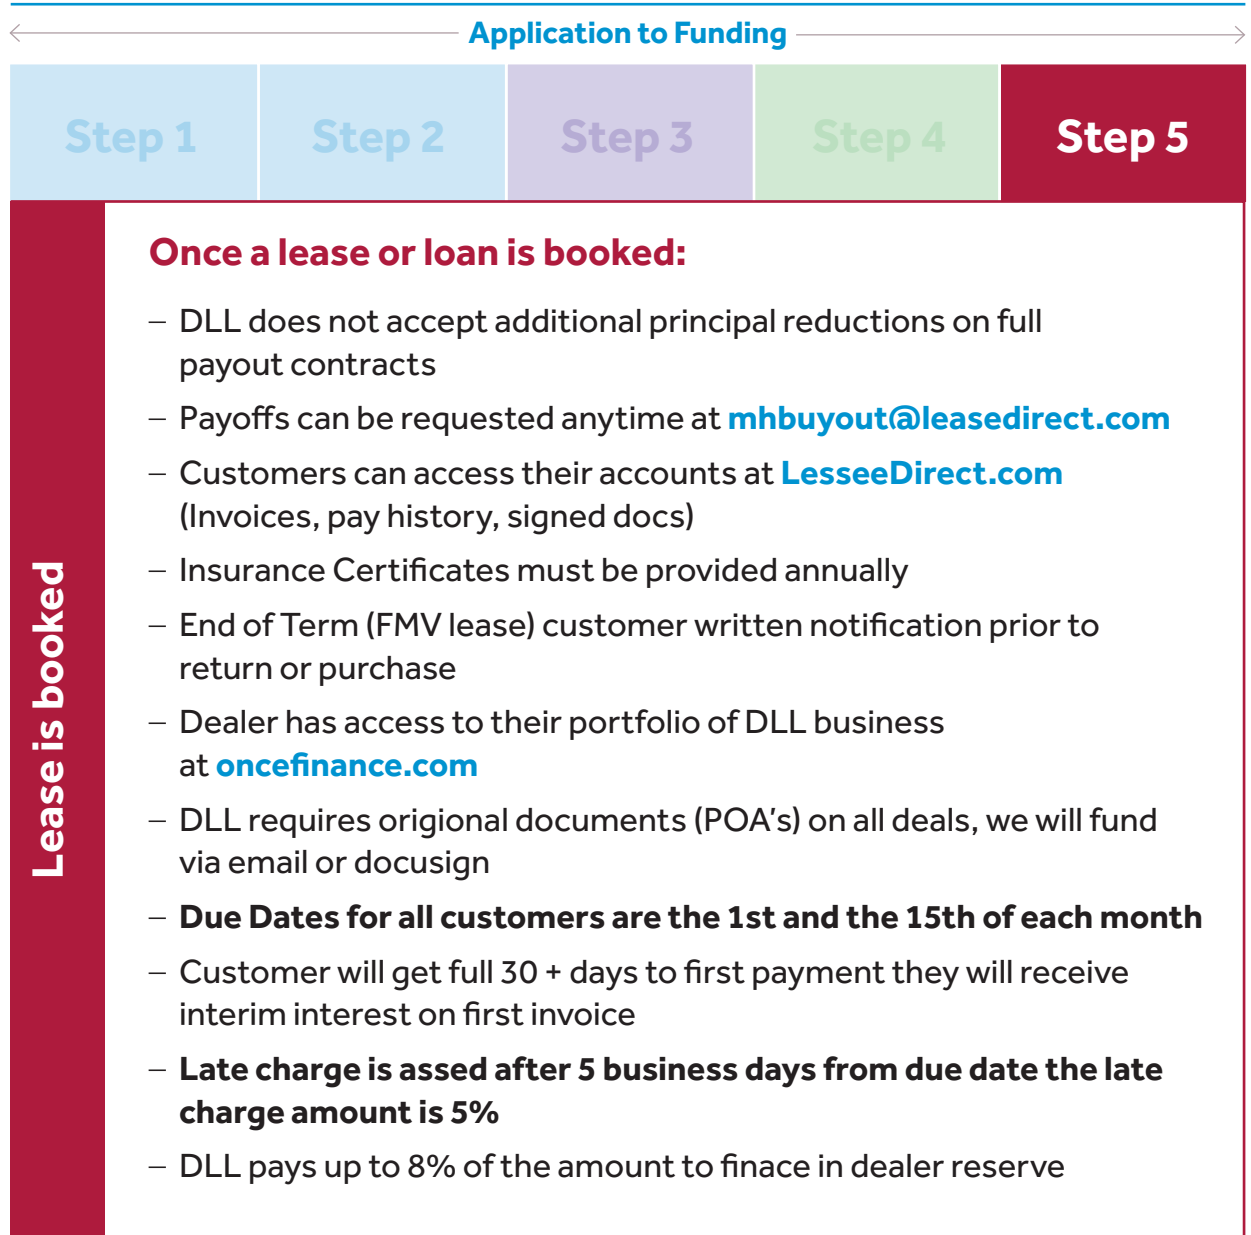 Application to Funding
Step 1
Step 2
Step 3
Step 4
Step 5
Lease is booked
Once a lease or loan is booked:
– DLL does not accept additional principal reductions on full
payout contracts
– Payoffs can be requested anytime at mhbuyout@leasedirect.com
– Customers can access their accounts at LesseeDirect.com
(Invoices, pay history, signed docs)
– Insurance Certificates must be provided annually
– End of Term (FMV lease) customer written notification prior to
return or purchase
– Dealer has access to their portfolio of DLL business
at oncefinance.com
– DLL requires origional documents (POA's) on all deals, we will fund
via email or docusign
– Due Dates for all customers are the 1st and the 15th of each month
– Customer will get full 30 + days to first payment they will receive
interim interest on first invoice
– Late charge is assed after 5 business days from due date the late
charge amount is 5%
– DLL pays up to 8% of the amount to finace in dealer reserve